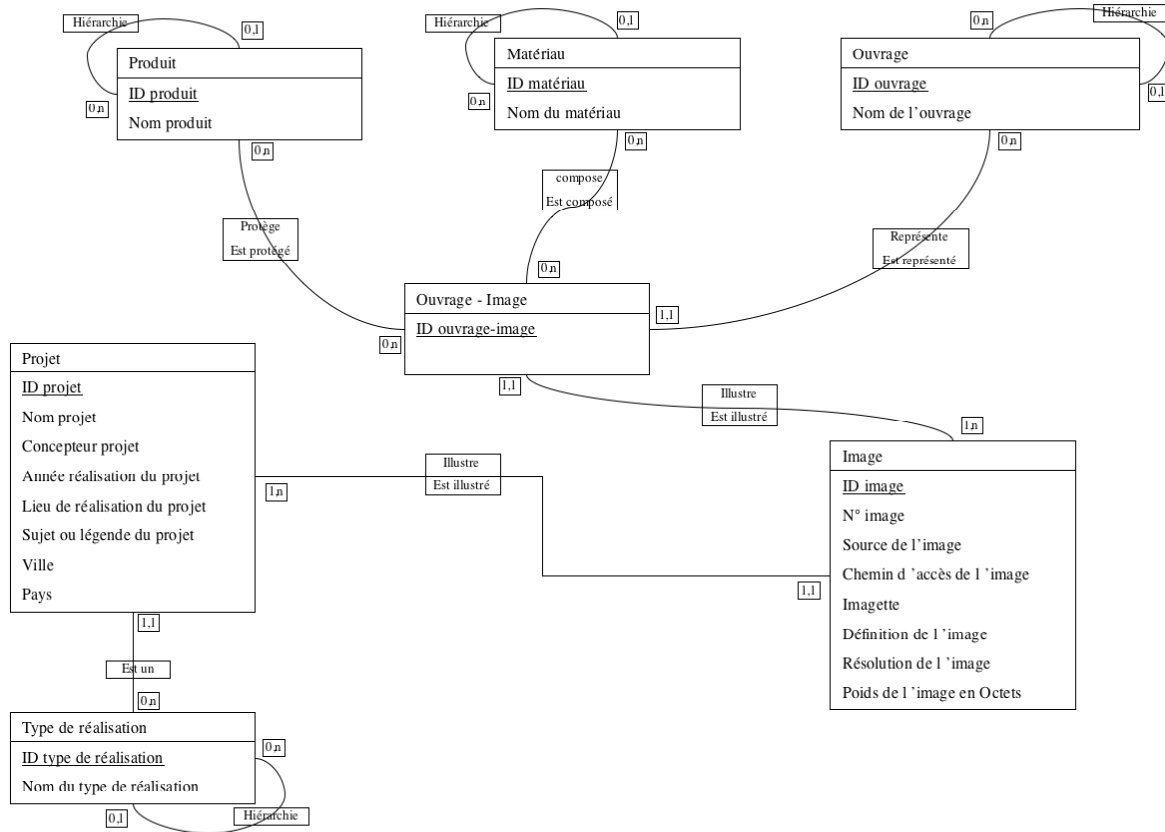 Hiérarchie
0,1
Produit
ID produit
Nom produit
0,n
0,n
Hiérarchie
0,1
Matériau
ID matériau
Nom du matériau
0,n
0,n
0,n
Hiérarchie
Ouvrage
ID ouvrage
Nom de l'ouvrage
0,1
0,n
Protège
Est protégé
compose
Est composé
Représente
Est représenté
0,n
Ouvrage - Image
ID ouvrage-image
0,n
1,1
1,1
Illustre
Est illustré
1,n
Projet
ID projet
Nom projet
Concepteur projet
Année réalisation du projet
Lieu de réalisation du projet
Sujet ou légende du projet
Ville
Pays
1,n
Illustre
Est illustré
1,1
Image
ID image
N° image
Source de l'image
Chemin d 'accès de l 'image
Imagette
Définition de l 'image
Résolution de l 'image
Poids de l 'image en Octets
1,1
Est un
0,n
Type de réalisation
ID type de réalisation
Nom du type de réalisation
0,n
0,1
Hiérarchie